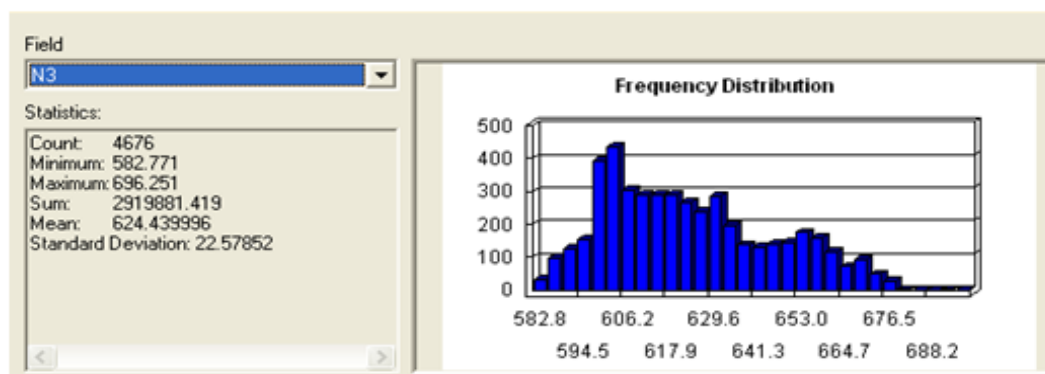 Field
N3
Statistics:
Count: 4676
Minimum: 582.771
Maximum: 696.251
Sum: 2919881.419
Mean: 624.439996
Standard Deviation: 22.57852
Frequency Distribution
500
400
300
200
100
0
582.8 606.2 629.6 653.0 676.5
594.5 617.9 641.3 664.7 688.2